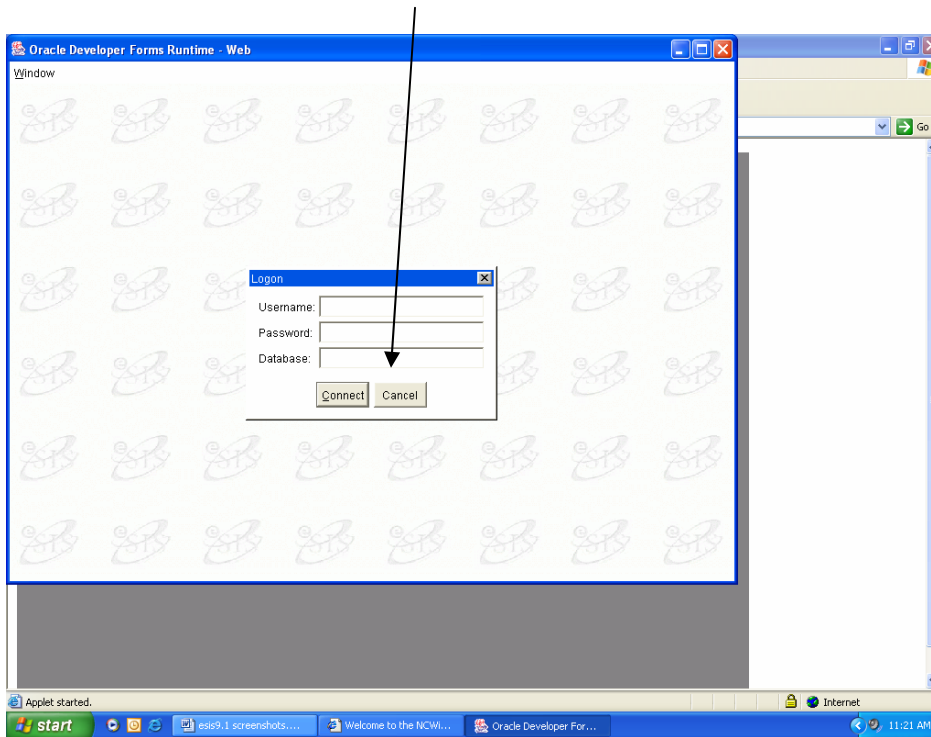 Oracle Developer Forms Runtime - Web
Window
Go
Logon
Username:
Password:
Database:
Connect Cancel
Applet started.
Internet
start
esis9.1 screenshots....
Welcome to the NCWi...
Oracle Developer For...
11:21 AM